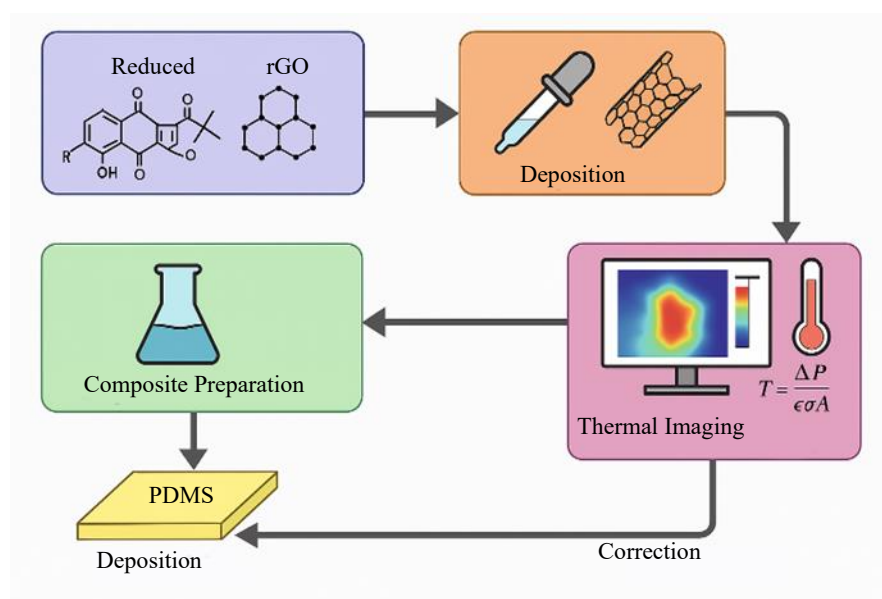 Reduced
rGO
O
O
R
OH
O
O
Deposition
T = ΔP / ϵσA
Thermal Imaging
Composite Preparation
PDMS
Deposition
Correction